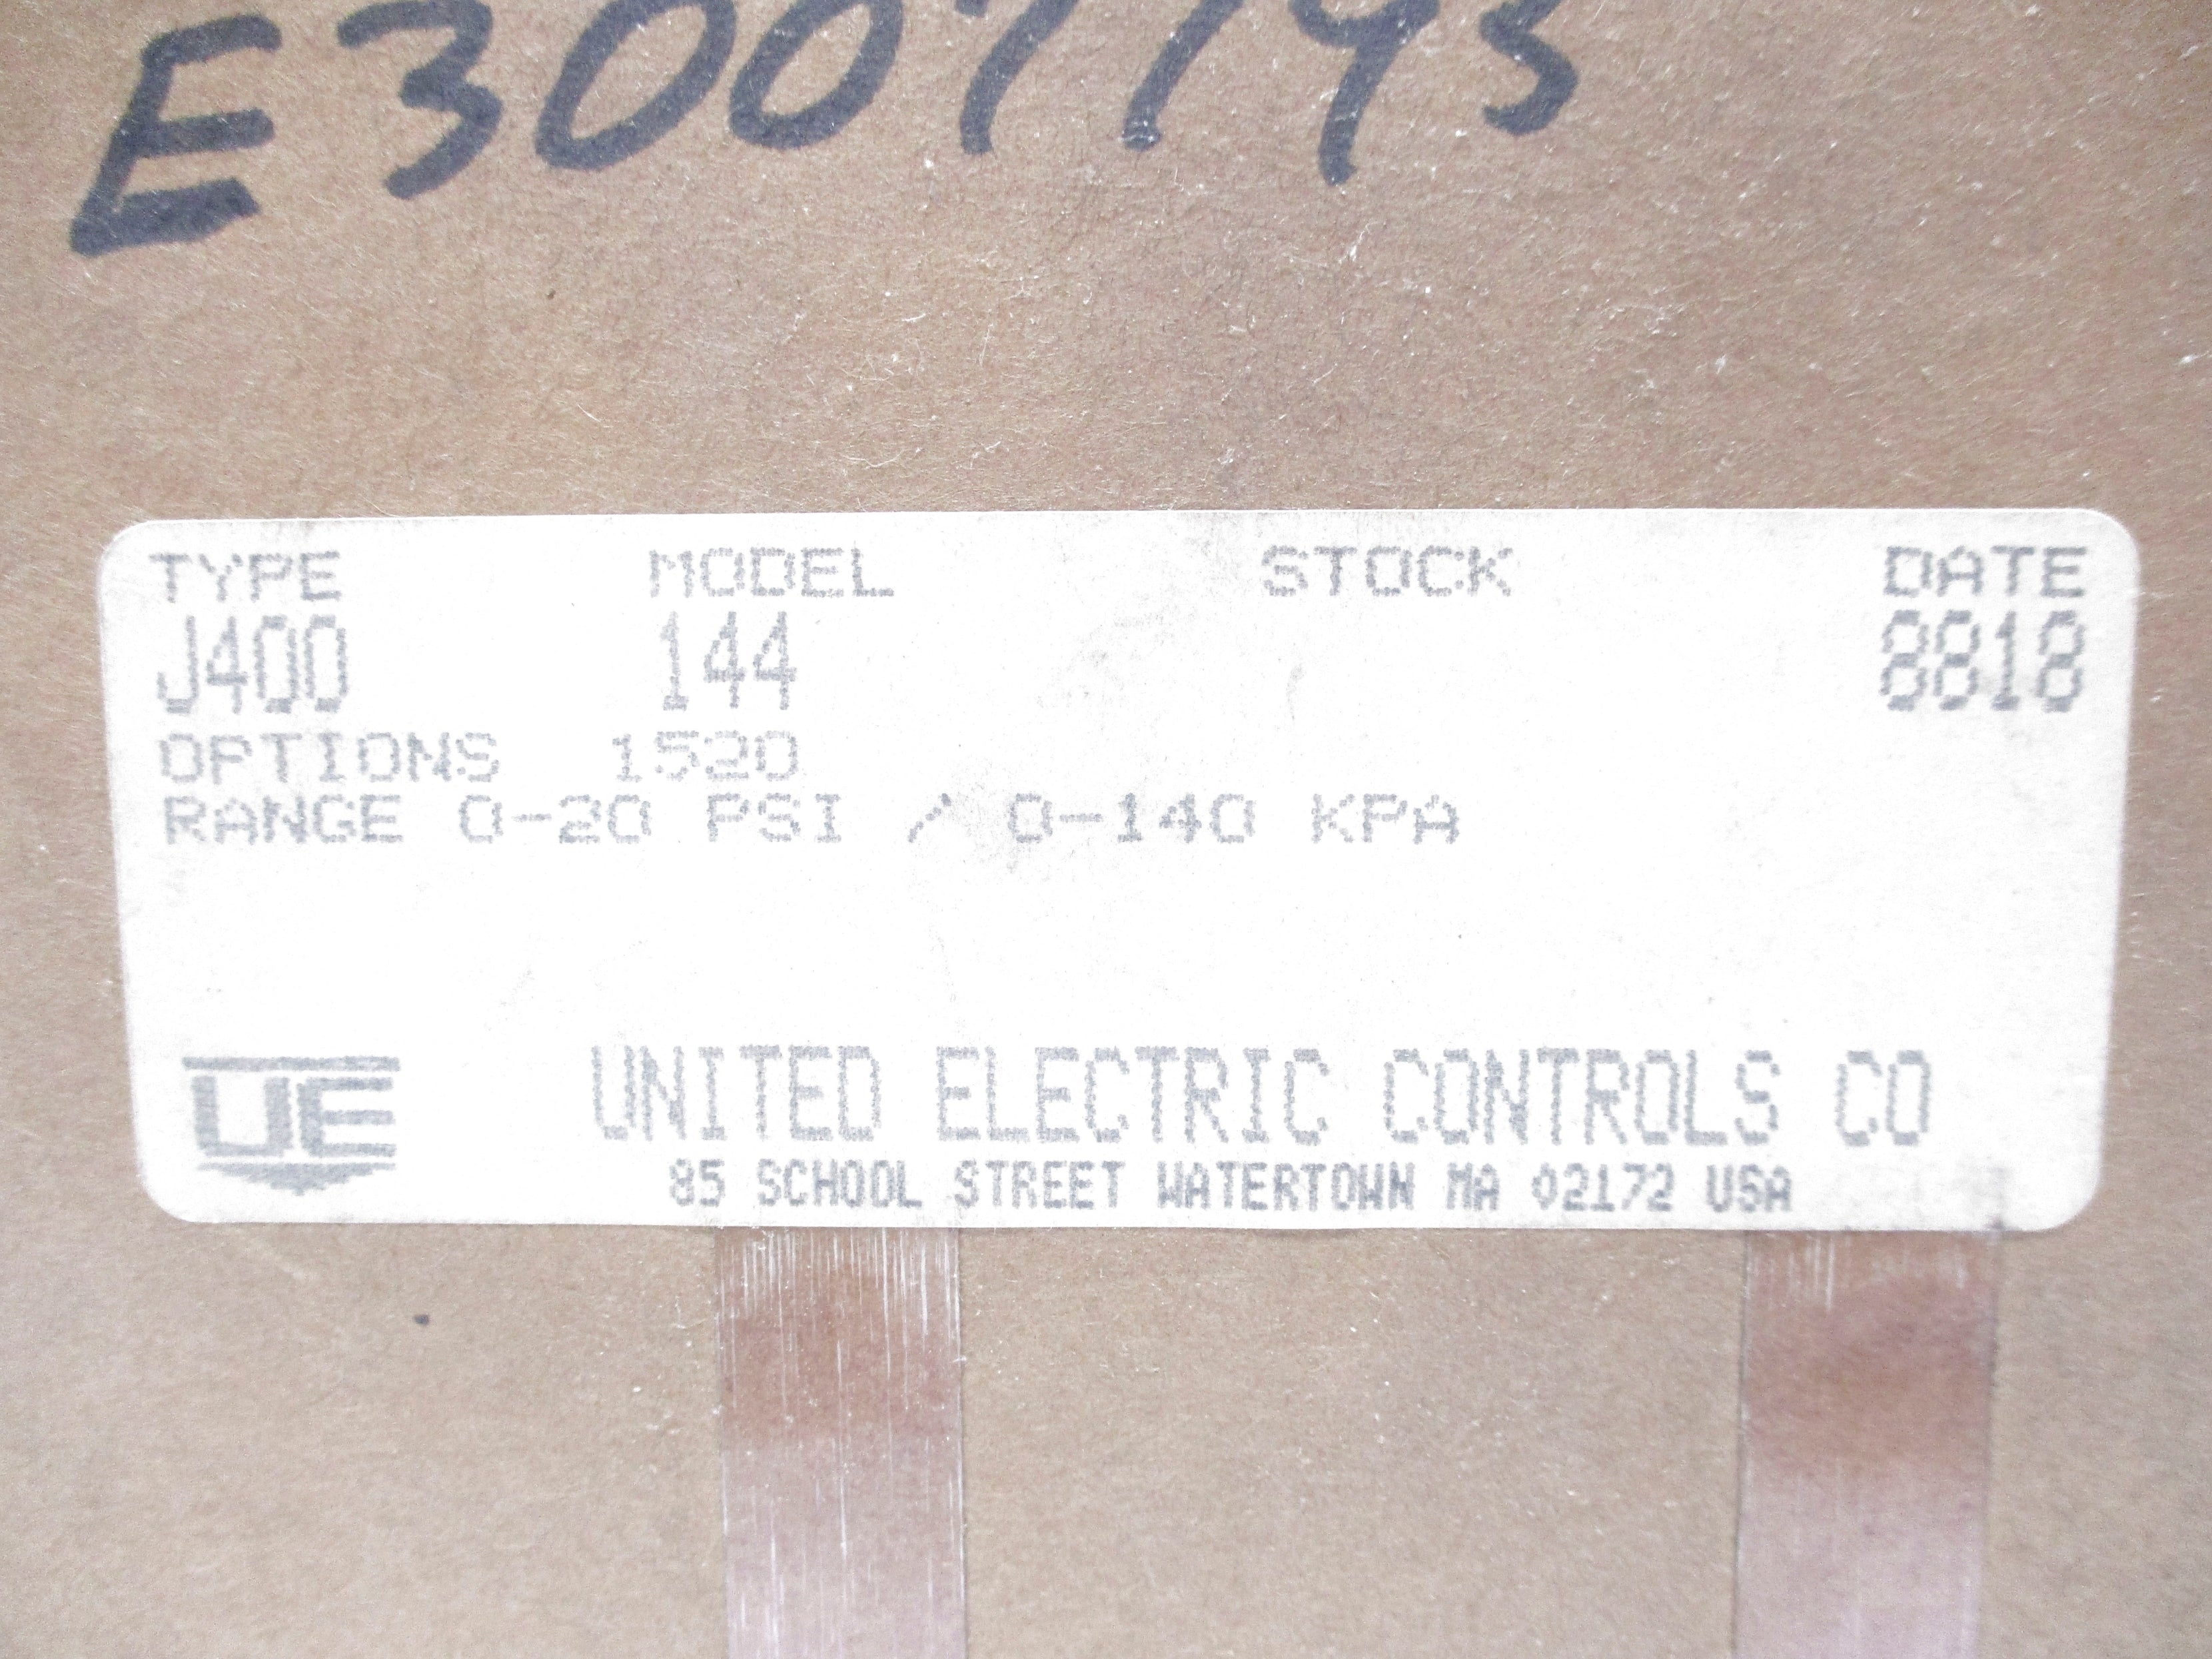 E3007793
TYPE MODEL STOCK DATE
J400 144 8818
OPTIONS 1520
RANGE 0-20 PSI / 0-140 KPA
UE UNITED ELECTRIC CONTROLS CO
85 SCHOOL STREET WATERTOWN MA 02172 USA